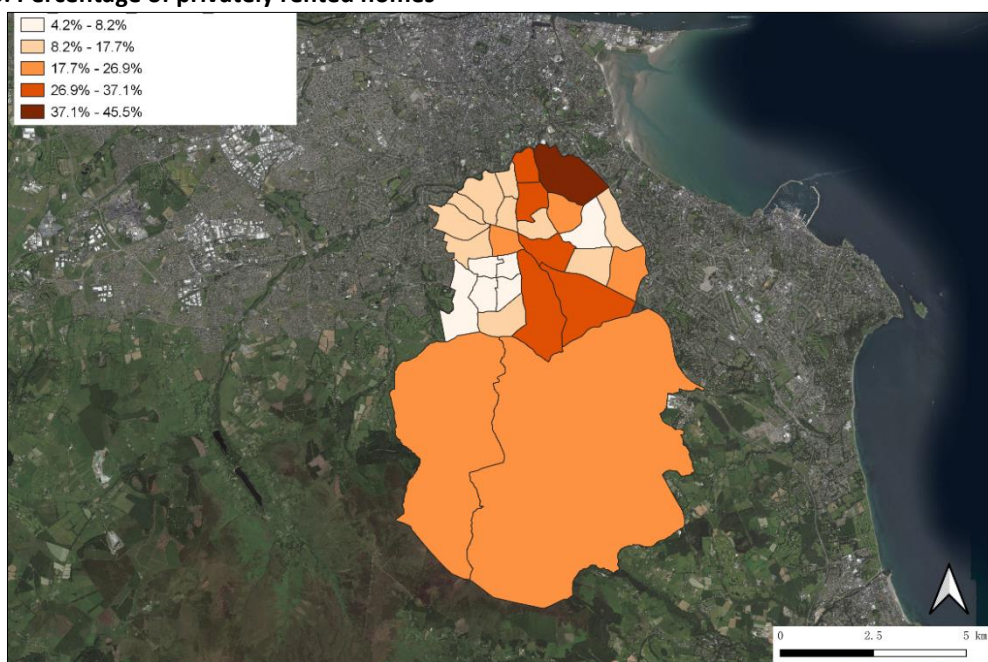 Percentage of privately rented homes
4.2% - 8.2%
8.2% - 17.7%
17.7% - 26.9%
26.9% - 37.1%
37.1% - 45.5%
0 2.5 5 km